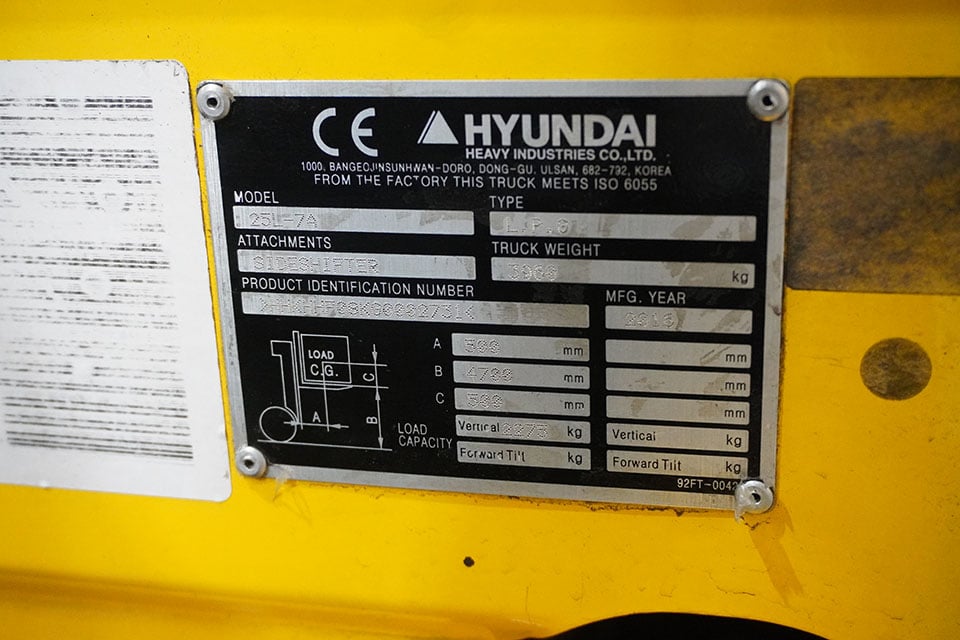 CE HYUNDAI
HEAVY INDUSTRIES CO.,LTD.
1000, BANGEOJINSUNHWAN-DORO, DONG-GU, ULSAN, 682-792, KOREA
FROM THE FACTORY THIS TRUCK MEETS ISO 6055
MODEL TYPE
25L-7A L.P.G
ATTACHMENTS TRUCK WEIGHT
SIDESHIFTER kg
PRODUCT IDENTIFICATION NUMBER MFG. YEAR
2016
LOAD
C.G.
A B C
A 500 mm mm
B 4700 mm mm
C 500 mm mm
LOAD CAPACITY
Vertical 2275 kg Vertical kg
Forward Tilt kg Forward Tilt kg